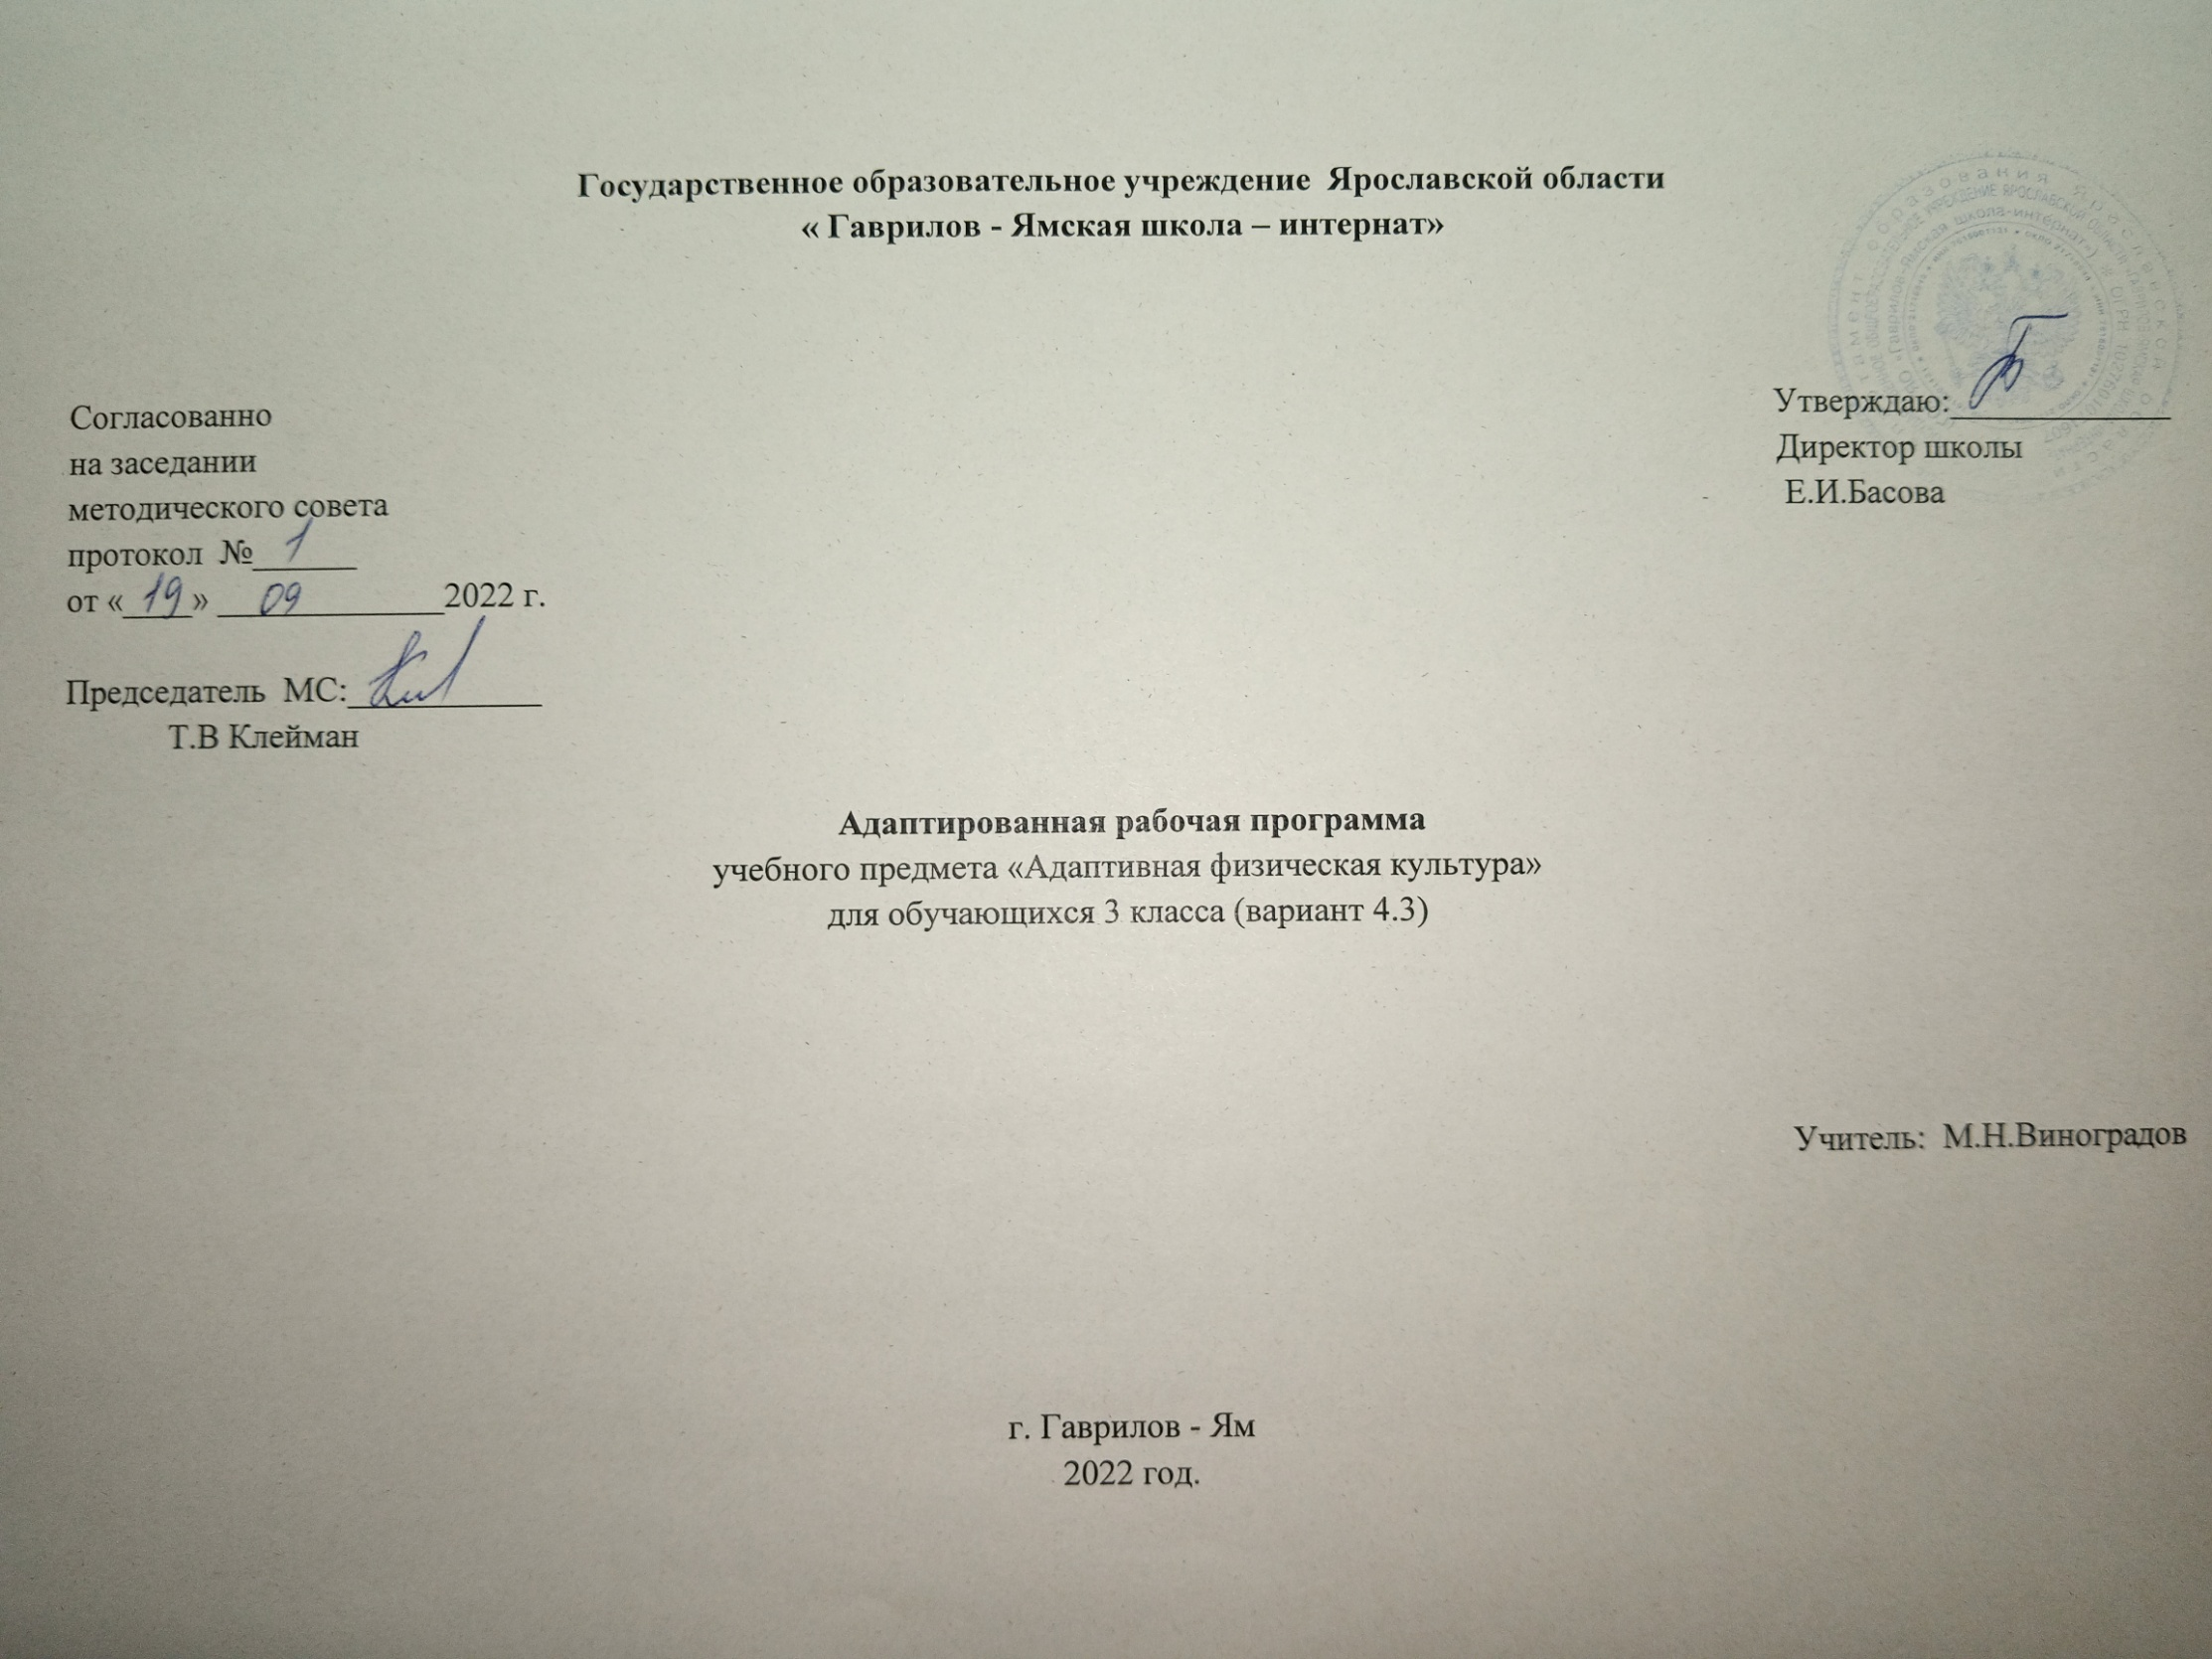 Государственное образовательное учреждение Ярославской области
« Гаврилов - Ямская школа – интернат»
Согласованно
на заседании
методического совета
протокол № 1
от « 19 » 09 2022 г.
Председатель МС:
Т.В Клейман
Утверждаю:
Директор школы
Е.И.Басова
Адаптированная рабочая программа
учебного предмета «Адаптивная физическая культура»
для обучающихся 3 класса (вариант 4.3)
Учитель: М.Н.Виноградов
г. Гаврилов - Ям
2022 год.